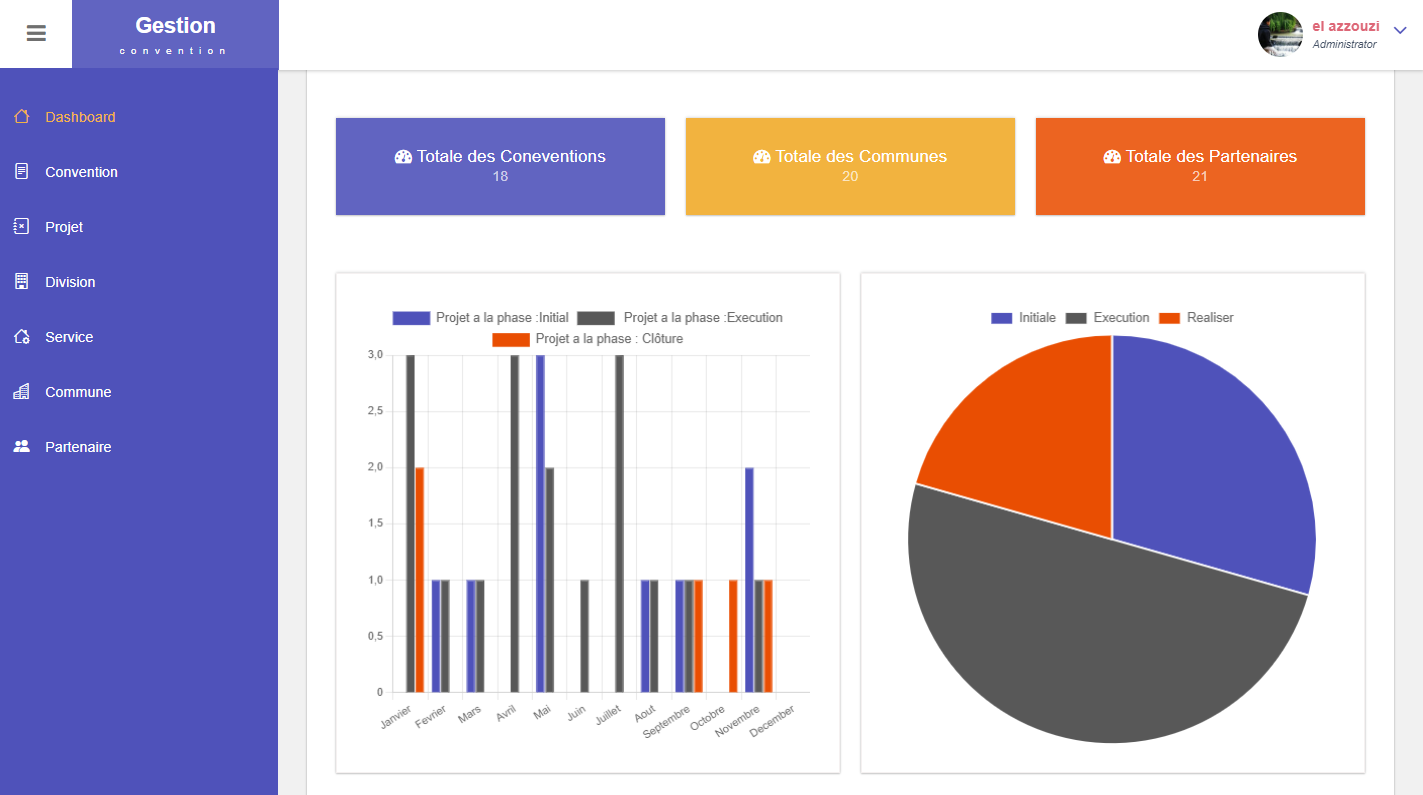 Gestion
convention
el azzouzi
Administrator
Dashboard
Convention
Projet
Division
Service
Commune
Partenaire
Totale des Coneventions
18
Totale des Communes
20
Totale des Partenaires
21
Projet a la phase :Initial Projet a la phase :Execution
Projet a la phase : Clôture
3,0
2,5
2,0
1,5
1,0
0,5
0
Janvier Fevrier Mars Avril Mai Juin Juillet Aout Septembre Octobre Novembre December
Initiale Execution Realiser